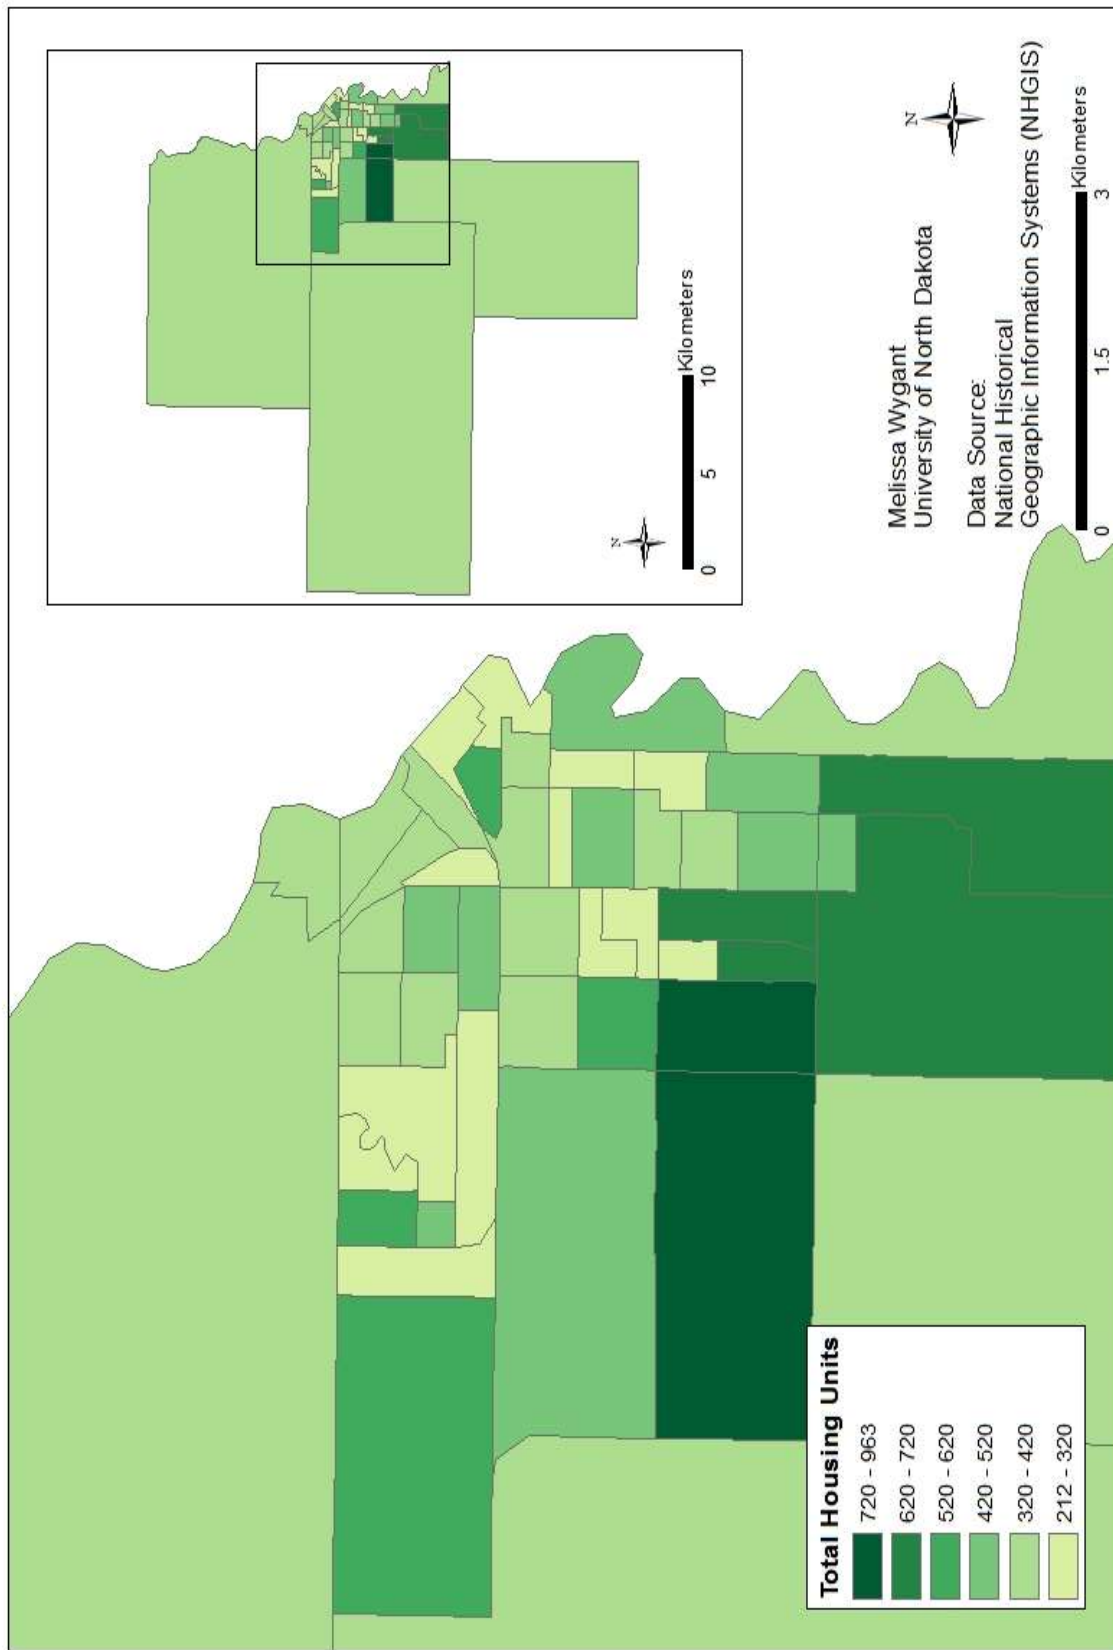 N
0
5
10
Kilometers
Total Housing Units
720 - 963
620 - 720
520 - 620
420 - 520
320 - 420
212 - 320
Melissa Wygant
University of North Dakota
Data Source:
National Historical
Geographic Information Systems (NHGIS)
N
0
1.5
3
Kilometers